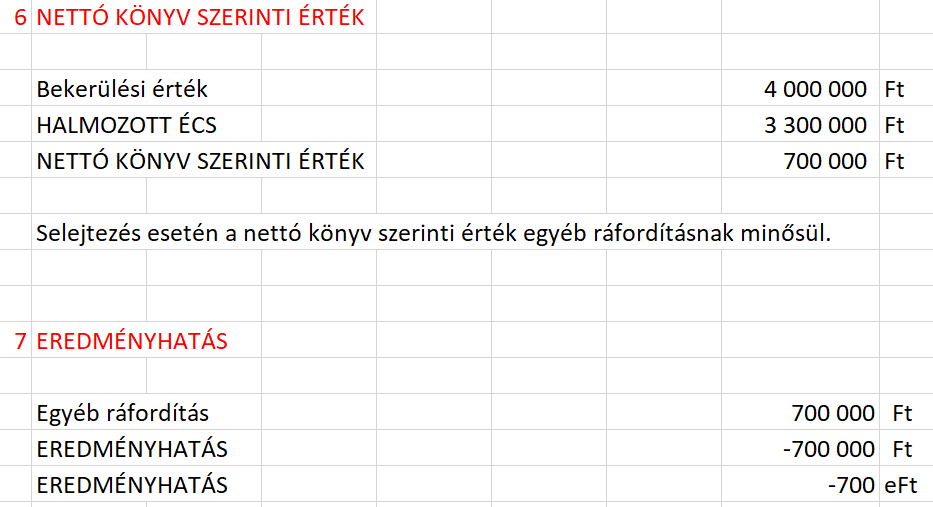 6 NETTÓ KÖNYV SZERINTI ÉRTÉK
Bekerülési érték 4 000 000 Ft
HALMOZOTT ÉCS 3 300 000 Ft
NETTÓ KÖNYV SZERINTI ÉRTÉK 700 000 Ft
Selejtezés esetén a nettó könyv szerinti érték egyéb ráfordításnak minősül.
7 EREDMÉNYHATÁS
Egyéb ráfordítás 700 000 Ft
EREDMÉNYHATÁS -700 000 Ft
EREDMÉNYHATÁS -700 eFt